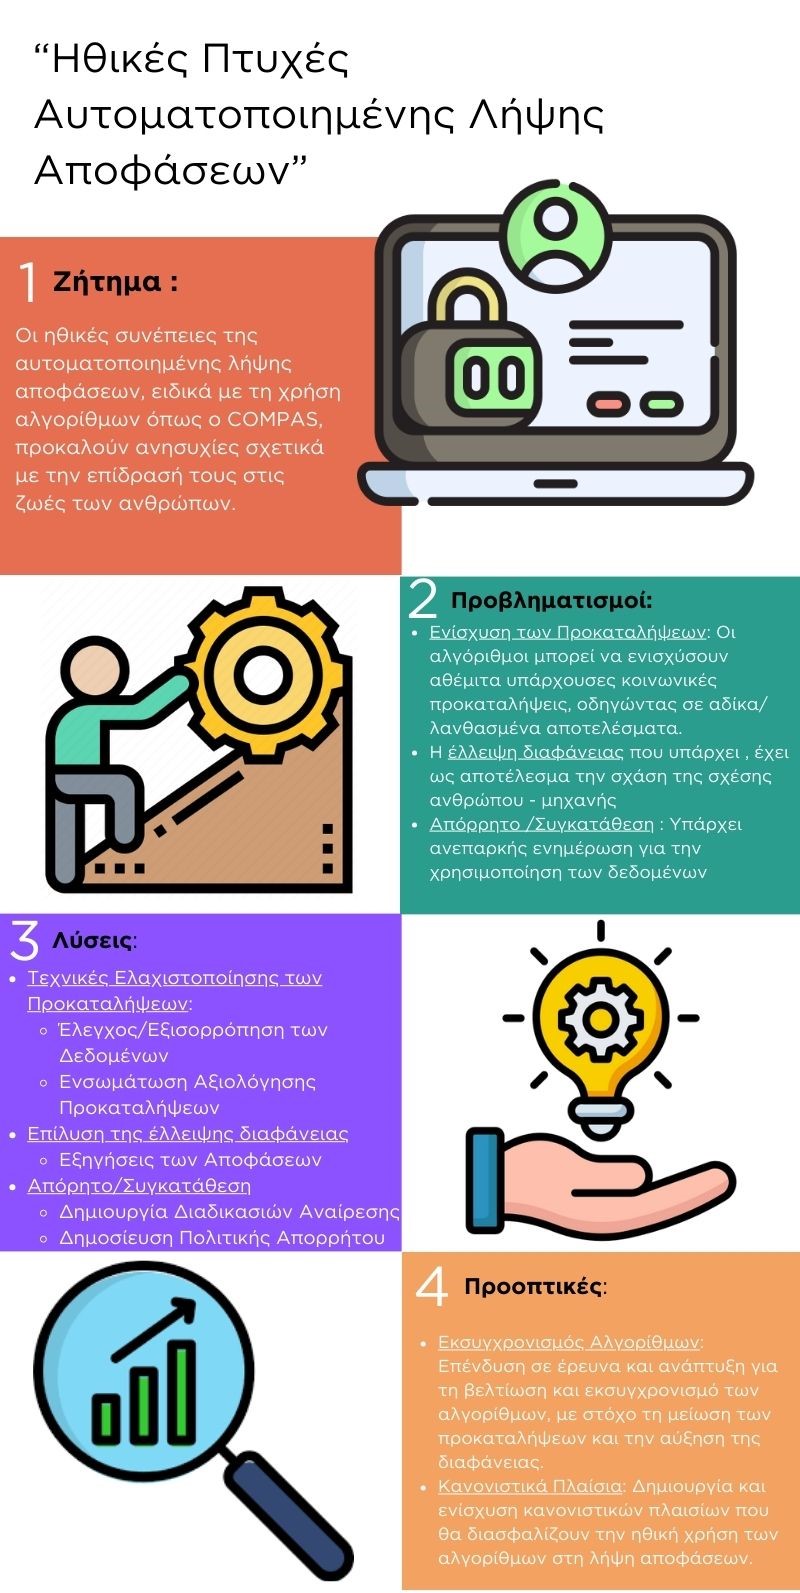 “Ηθικές Πτυχές
Αυτοματοποιημένης Λήψης
Αποφάσεων”
1 Ζήτημα :
Οι ηθικές συνέπειες της
αυτοματοποιημένης λήψης
αποφάσεων, ειδικά με τη χρήση
αλγορίθμων όπως ο COMPAS,
προκαλούν ανησυχίες σχετικά
με την επίδρασή τους στις
ζωές των ανθρώπων.
2 Προβληματισμοί:
• Ενίσχυση των Προκαταλήψεων: Οι
αλγόριθμοι μπορεί να ενισχύσουν
αθέμιτα υπάρχουσες κοινωνικές
προκαταλήψεις, οδηγώντας σε αδίκα/
λανθασμένα αποτελέσματα.
• Η έλλειψη διαφάνειας που υπάρχει , έχει
ως αποτέλεσμα την σχάση της σχέσης
ανθρώπου - μηχανής
• Απόρρητο /Συγκατάθεση : Υπάρχει
ανεπαρκής ενημέρωση για την
χρησιμοποίηση των δεδομένων
3 Λύσεις:
• Τεχνικές Ελαχιστοποίησης των
Προκαταλήψεων:
◦ Έλεγχος/Εξισορρόπηση των
Δεδομένων
◦ Ενσωμάτωση Αξιολόγησης
Προκαταλήψεων
• Επίλυση της έλλειψης διαφάνειας
◦ Εξηγήσεις των Αποφάσεων
• Απόρητο/Συγκατάθεση
◦ Δημιουργία Διαδικασιών Αναίρεσης
◦ Δημοσίευση Πολιτικής Απορρήτου
4 Προοπτικές:
• Εκσυγχρονισμός Αλγορίθμων:
Επένδυση σε έρευνα και ανάπτυξη για
τη βελτίωση και εκσυγχρονισμό των
αλγορίθμων, με στόχο τη μείωση των
προκαταλήψεων και την αύξηση της
διαφάνειας.
• Κανονιστικά Πλαίσια: Δημιουργία και
ενίσχυση κανονιστικών πλαισίων που
θα διασφαλίζουν την ηθική χρήση των
αλγορίθμων στη λήψη αποφάσεων.